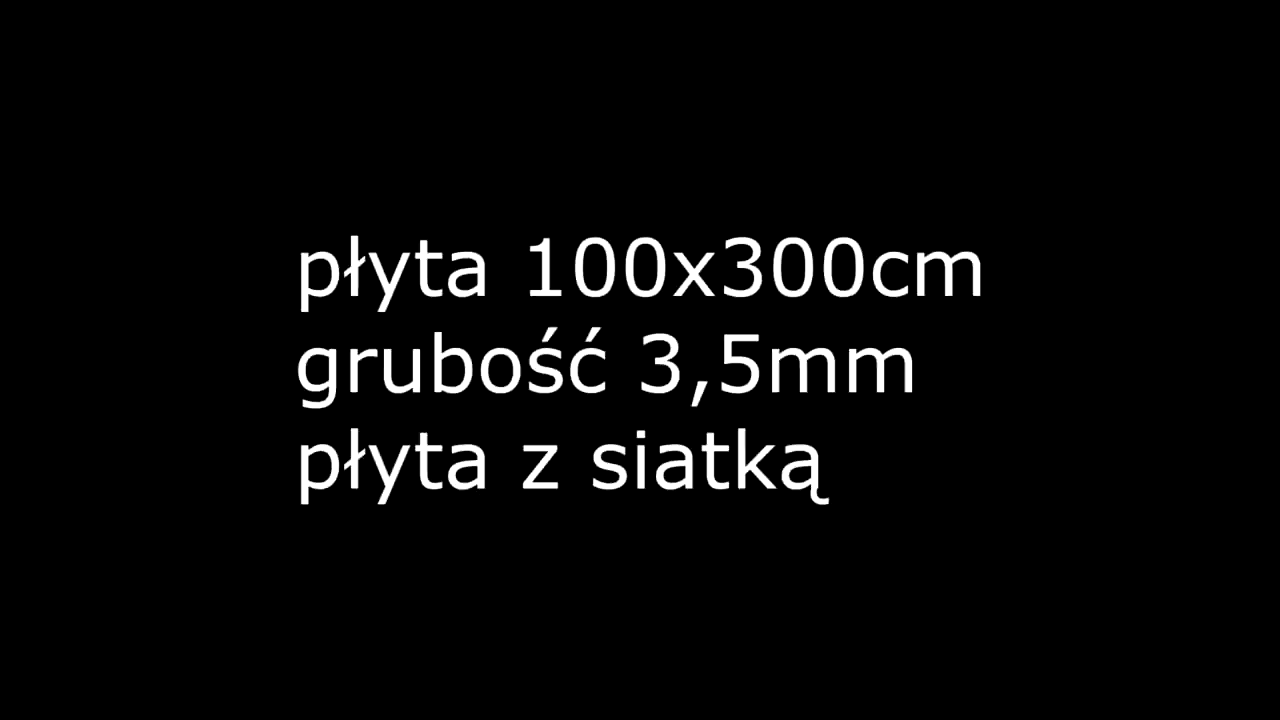 płyta 100x300cm
grubość 3,5mm
płyta z siatką